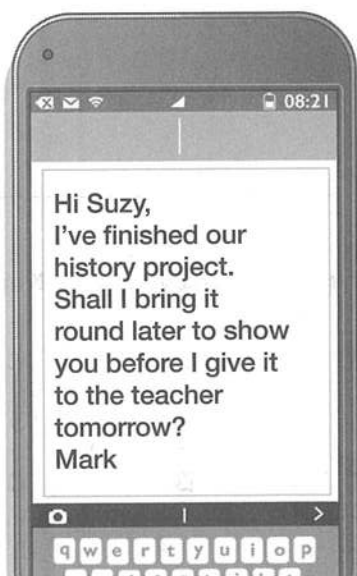 08:21
Hi Suzy,
I've finished our
history project.
Shall I bring it
round later to show
you before I give it
to the teacher
tomorrow?
Mark
q w e r t y u i o p